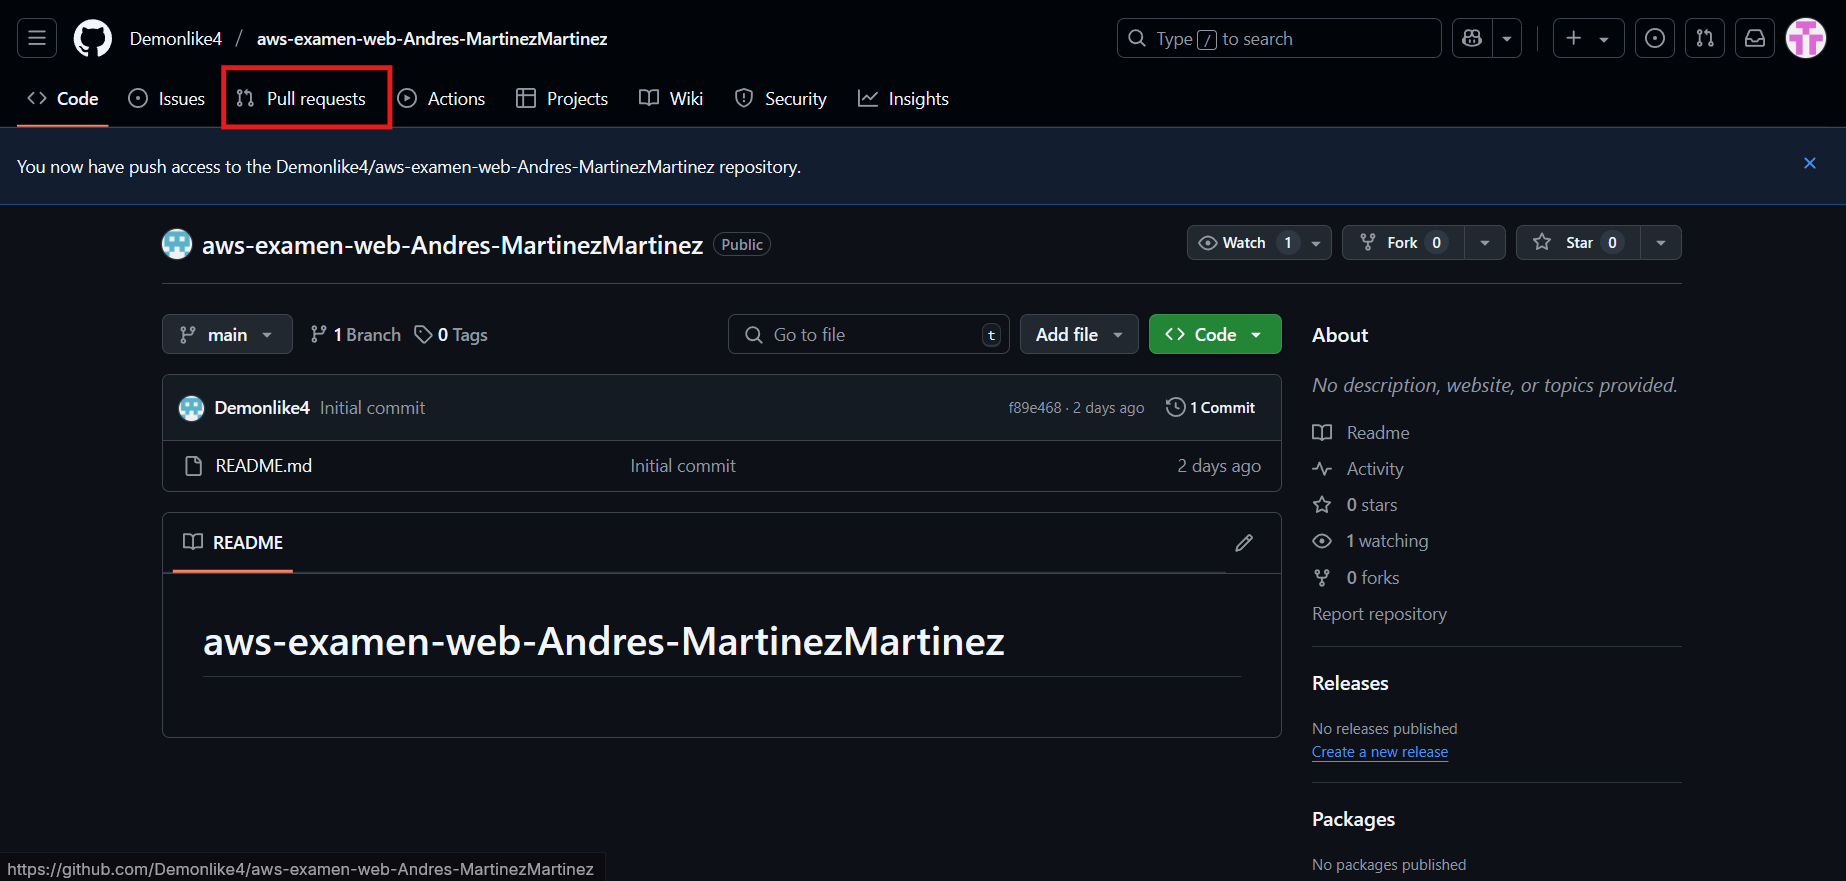 Demonlike4 / aws-examen-web-Andres-MartinezMartinez
Type / to search
Code Issues Pull requests Actions Projects Wiki Security Insights
You now have push access to the Demonlike4/aws-examen-web-Andres-MartinezMartinez repository.
aws-examen-web-Andres-MartinezMartinez Public
Watch 1 Fork 0 Star 0
main 1 Branch 0 Tags
Go to file t Add file Code
Demonlike4 Initial commit f89e468 · 2 days ago 1 Commit
README.md Initial commit 2 days ago
README
aws-examen-web-Andres-MartinezMartinez
About
No description, website, or topics provided.
Readme
Activity
0 stars
1 watching
0 forks
Report repository
Releases
No releases published
Create a new release
Packages
No packages published
https://github.com/Demonlike4/aws-examen-web-Andres-MartinezMartinez